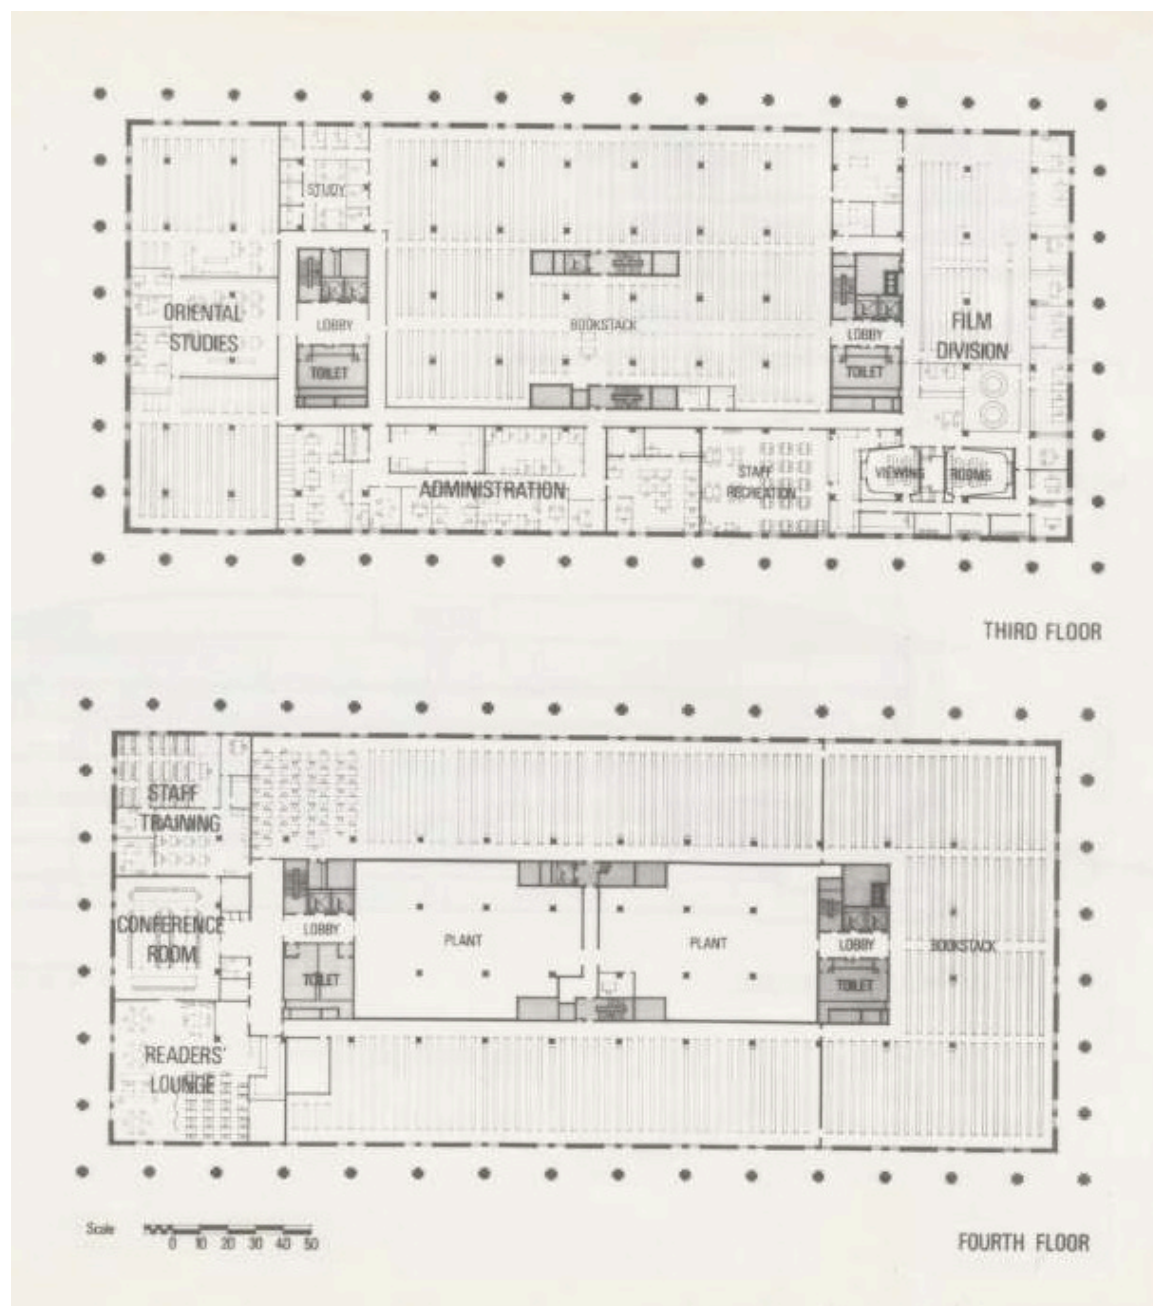 STUDY
ORIENTAL
STUDIES
LOBBY
TOILET
BOOKSTACK
LOBBY
TOILET
FILM
DIVISION
ADMINISTRATION
STAFF
RECREATION
VIEWING ROOMS
THIRD FLOOR
STAFF
TRAINING
CONFERENCE
ROOM
LOBBY
TOILET
PLANT
PLANT
LOBBY
TOILET
BOOKSTACK
READERS'
LOUNGE
Scale
0 10 20 30 40 50
FOURTH FLOOR